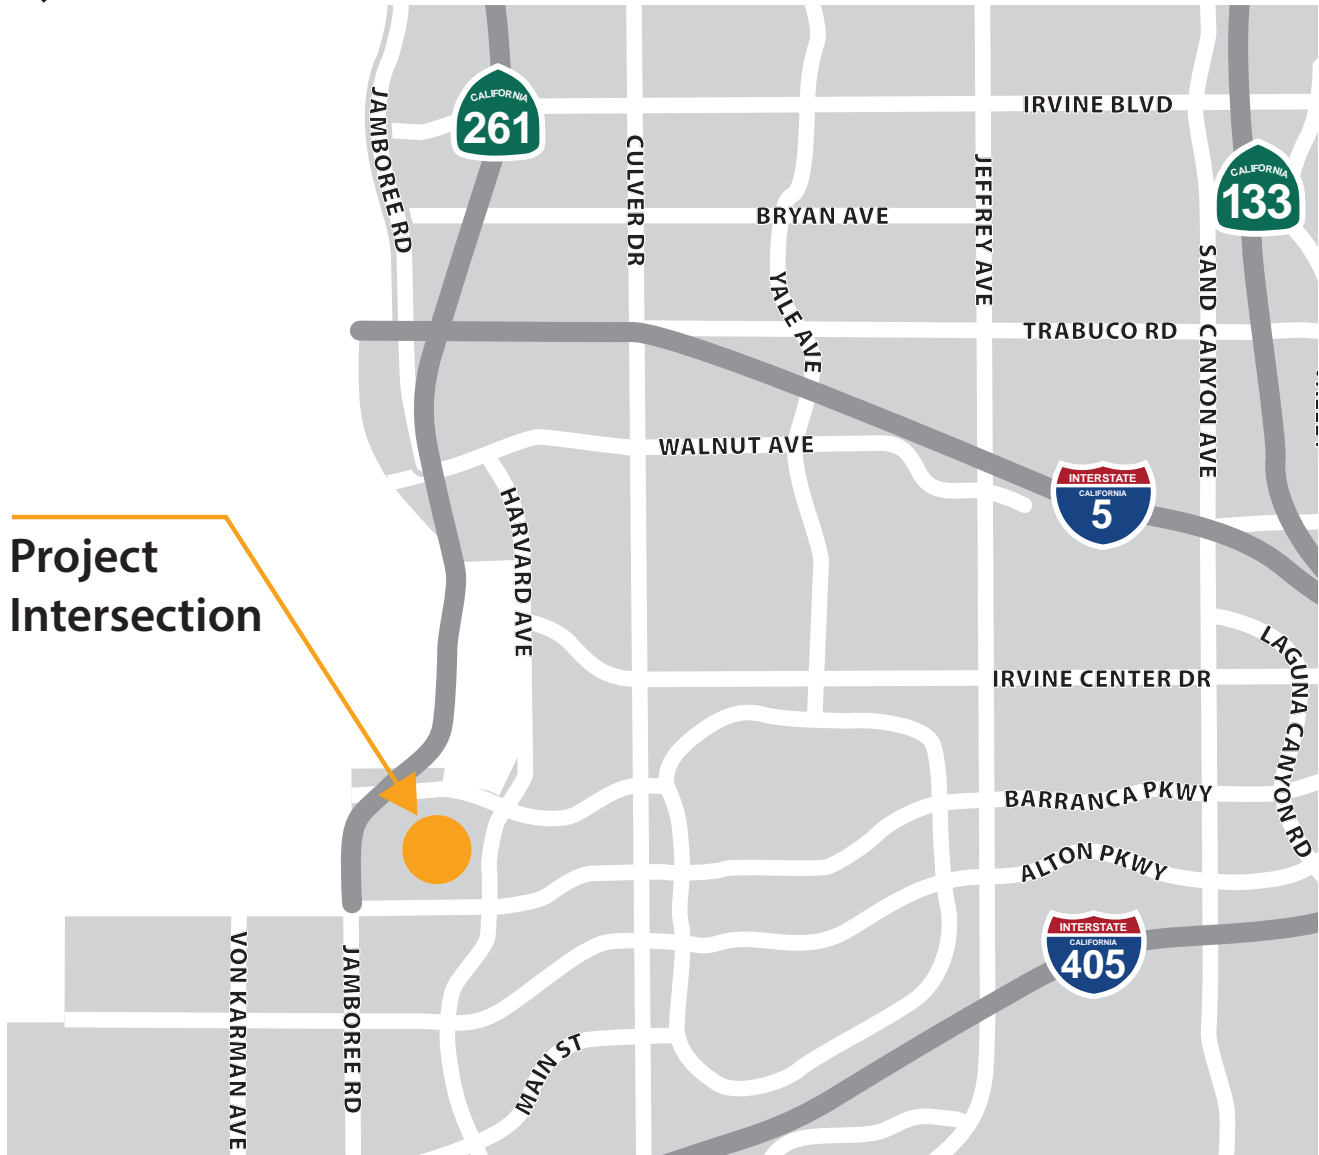 JAMBOREE RD
CALIFORNIA
261
CULVER DR
IRVINE BLVD
BRYAN AVE
JEFFREY AVE
CALIFORNIA
133
SAND CANYON AVE
YALE AVE
TRABUCO RD
WALNUT AVE
INTERSTATE
CALIFORNIA
5
HARVARD AVE
Project
Intersection
IRVINE CENTER DR
LAGUNA CANYON RD
BARRANCA PKWY
ALTON PKWY
INTERSTATE
CALIFORNIA
405
VON KARMAN AVE
JAMBOREE RD
MAIN ST